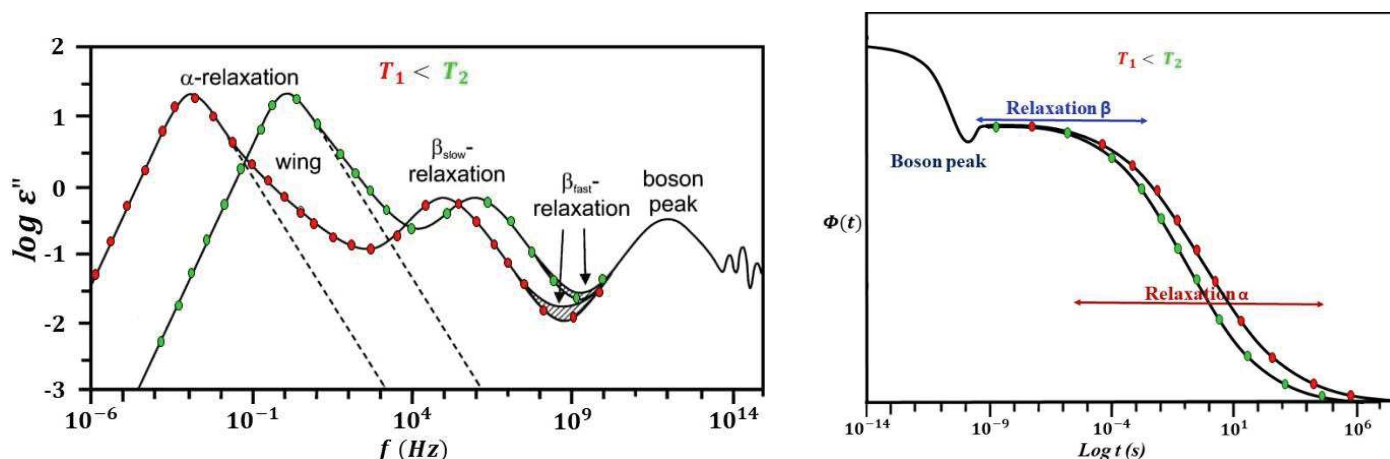 2
1
0
-1
-2
-3
log ε"
α-relaxation
T₁ < T₂
wing
β_slow-
relaxation
β_fast-
relaxation
boson
peak
10⁻⁶
10⁻¹
10⁴
10⁹
10¹⁴
f (Hz)
T₁ < T₂
Relaxation β
Boson peak
Φ(t)
Relaxation α
10⁻¹⁴
10⁻⁹
10⁻⁴
10¹
10⁶
Log t (s)